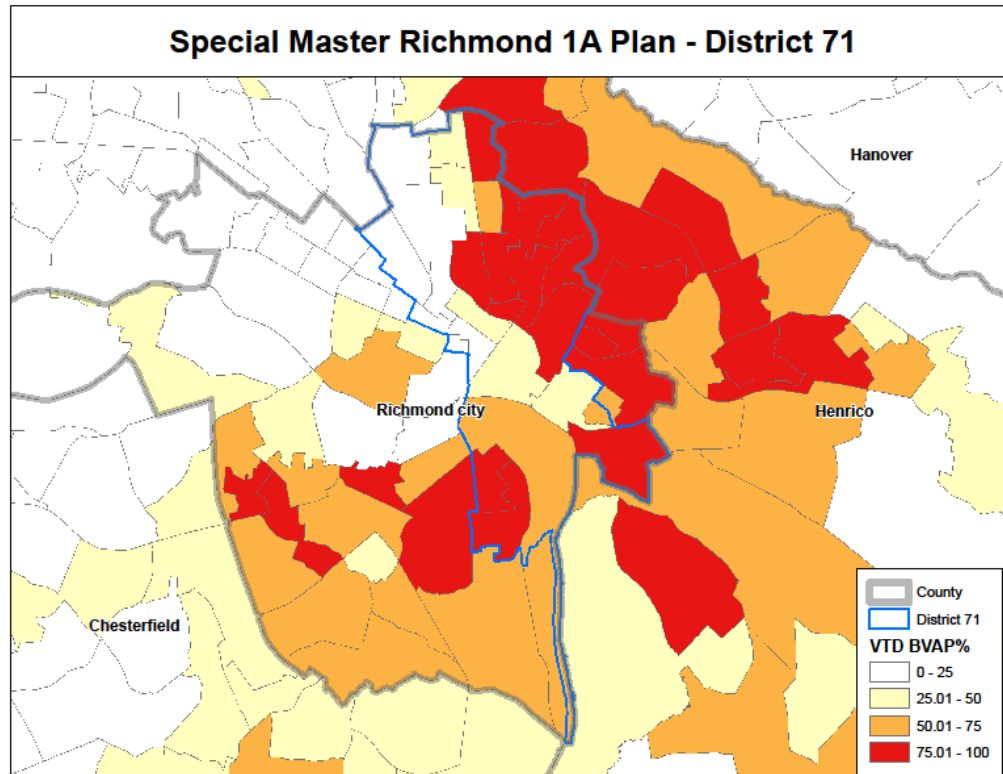 Special Master Richmond 1A Plan - District 71
Hanover
Richmond city
Henrico
Chesterfield
County
District 71
VTD BVAP%
0 - 25
25.01 - 50
50.01 - 75
75.01 - 100